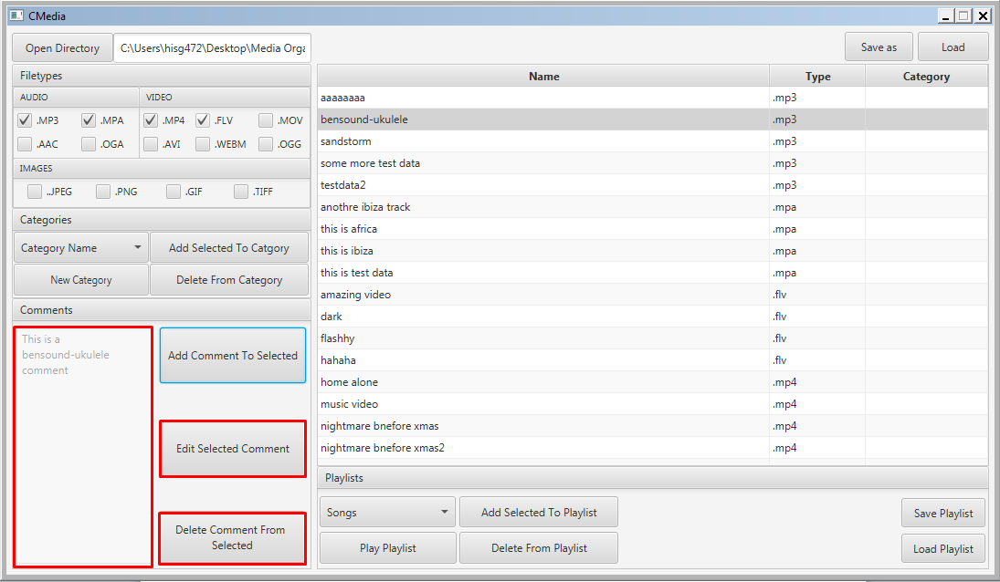 CMedia
Open Directory
C:\Users\hisg472\Desktop\Media Orga
Save as
Load
Filetypes
AUDIO
VIDEO
.MP3
.MPA
.MP4
.FLV
.MOV
.AAC
.OGA
.AVI
.WEBM
.OGG
IMAGES
..JPEG
.PNG
.GIF
.TIFF
Categories
Category Name
Add Selected To Catgory
New Category
Delete From Category
Comments
This is a
bensound-ukulele
comment
Add Comment To Selected
Edit Selected Comment
Delete Comment From
Selected
Name Type Category
aaaaaaaa .mp3
bensound-ukulele .mp3
sandstorm .mp3
some more test data .mp3
testdata2 .mp3
anothre ibiza track .mpa
this is africa .mpa
this is ibiza .mpa
this is test data .mpa
amazing video .flv
dark .flv
flashhy .flv
hahaha .flv
home alone .mp4
music video .mp4
nightmare bnefore xmas .mp4
nightmare bnefore xmas2 .mp4
Playlists
Songs
Add Selected To Playlist
Save Playlist
Play Playlist
Delete From Playlist
Load Playlist